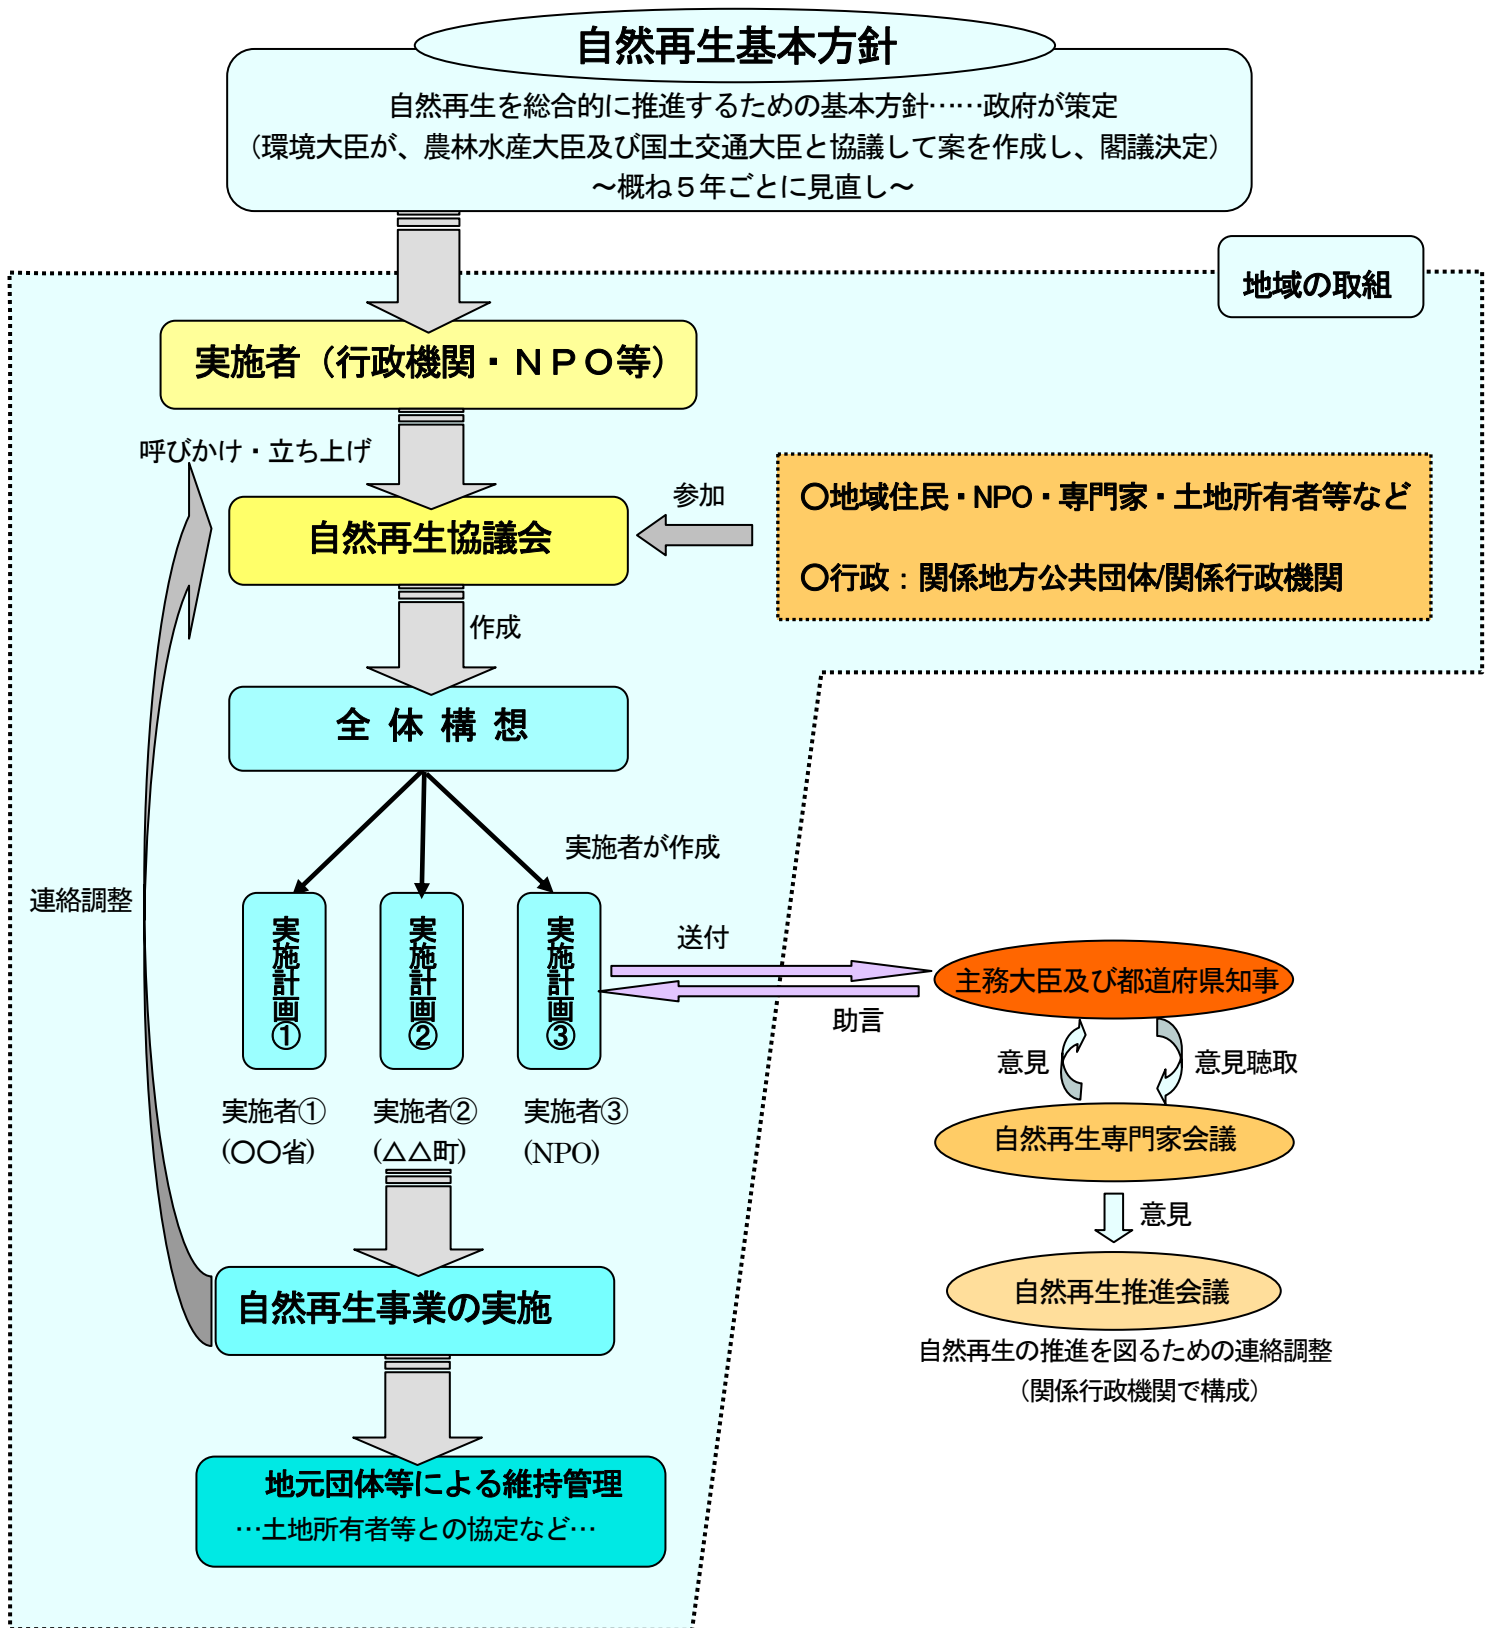 自然再生基本方針
自然再生を総合的に推進するための基本方針……政府が策定
（環境大臣が、農林水産大臣及び国土交通大臣と協議して案を作成し、閣議決定）
～概ね５年ごとに見直し～
地域の取組
実施者（行政機関・ＮＰＯ等）
呼びかけ・立ち上げ
自然再生協議会
参加
〇地域住民・NPO・専門家・土地所有者等など
〇行政：関係地方公共団体/関係行政機関
作成
全 体 構 想
実施者が作成
連絡調整
実施計画①
実施計画②
実施計画③
送付
助言
主務大臣及び都道府県知事
意見
意見聴取
自然再生専門家会議
意見
自然再生推進会議
自然再生の推進を図るための連絡調整
（関係行政機関で構成）
実施者①
(〇〇省)
実施者②
(△△町)
実施者③
(NPO)
自然再生事業の実施
地元団体等による維持管理
…土地所有者等との協定など…